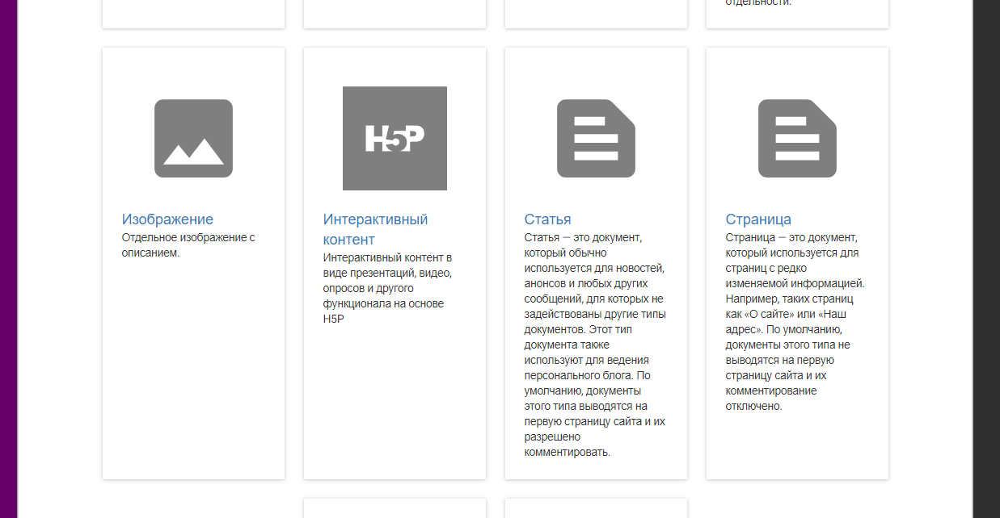 отдельности.
H5P
Изображение
Отдельное изображение с
описанием.
Интерактивный
контент
Интерактивный контент в
виде презентаций, видео,
опросов и другого
функционала на основе
H5P
Статья
Статья — это документ,
который обычно
используется для новостей,
анонсов и любых других
сообщений, для которых не
задействованы другие типы
документов. Этот тип
документа также
используют для ведения
персонального блога. По
умолчанию, документы
этого типа выводятся на
первую страницу сайта и их
разрешено
комментировать.
Страница
Страница — это документ,
который используется для
страниц с редко
изменяемой информацией.
Например, таких страниц
как «О сайте» или «Наш
адрес». По умолчанию,
документы этого типа не
выводятся на первую
страницу сайта и их
комментирование
отключено.